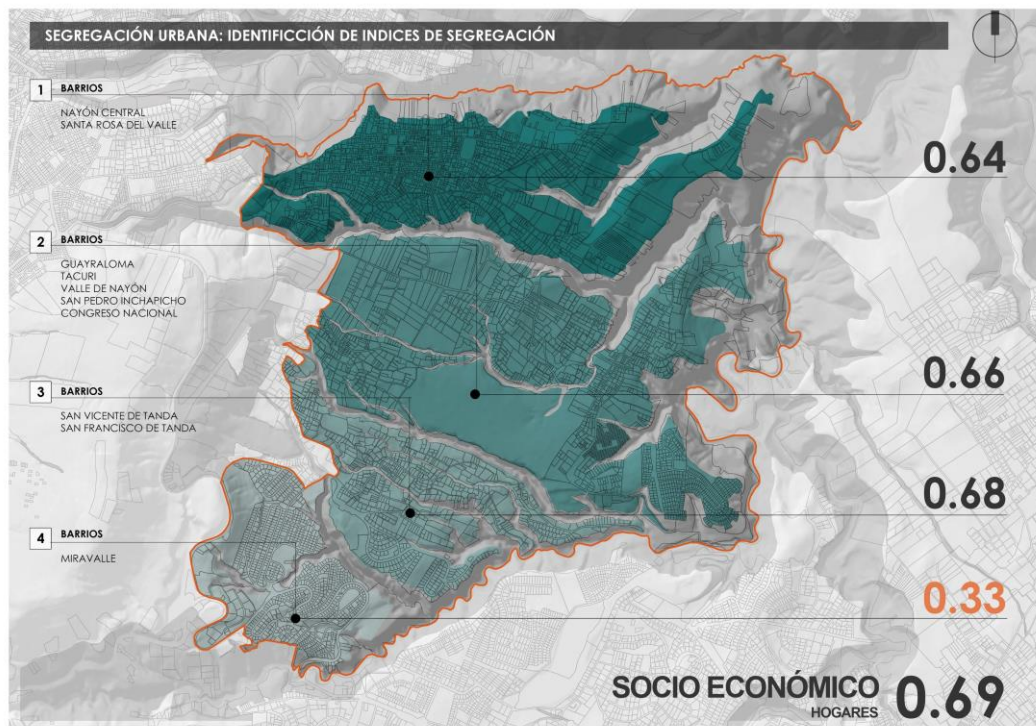 SEGREGACIÓN URBANA: IDENTIFICCIÓN DE INDICES DE SEGREGACIÓN
1 BARRIOS
NAYÓN CENTRAL
SANTA ROSA DEL VALLE
0.64
2 BARRIOS
GUAYRALOMA
TACURI
VALLE DE NAYÓN
SAN PEDRO INCHAPICHO
CONGRESO NACIONAL
0.66
3 BARRIOS
SAN VICENTE DE TANDA
SAN FRANCISCO DE TANDA
0.68
4 BARRIOS
MIRAVALLE
0.33
SOCIO ECONÓMICO 0.69
HOGARES